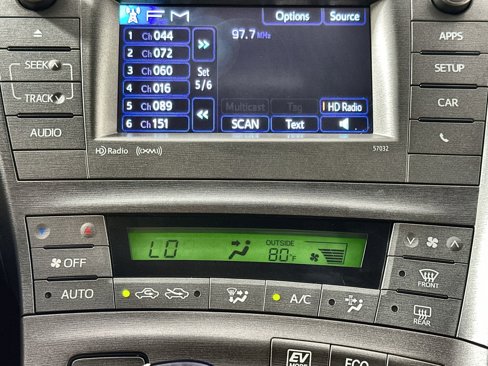 FM
Options
Source
1 Ch 044
97.7 MHz
2 Ch 072
3 Ch 060
Set
5/6
4 Ch 016
5 Ch 089
Multicast
Tag
HD Radio
6 Ch 151
SCAN
Text
SEEK
TRACK
AUDIO
APPS
SETUP
CAR
HD Radio
((XM))
57032
LO
OUTSIDE
80°F
OFF
AUTO
A/C
FRONT
REAR
EV
MODE
ECO